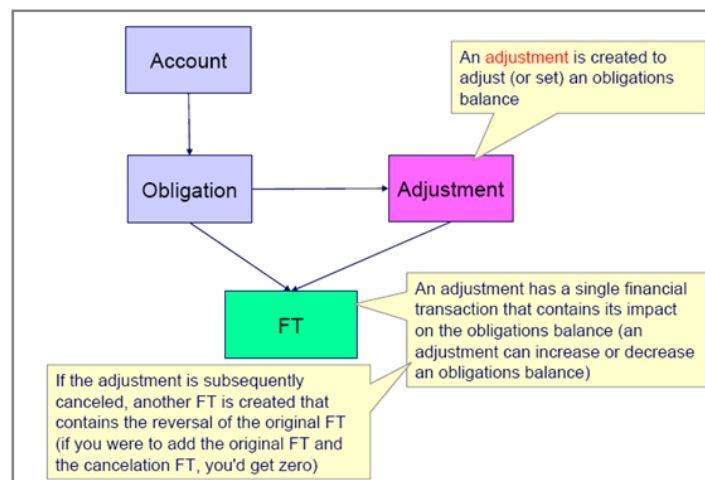 Account
An adjustment is created to
adjust (or set) an obligations
balance
Obligation
Adjustment
FT
An adjustment has a single financial
transaction that contains its impact
on the obligations balance (an
adjustment can increase or decrease
an obligations balance)
If the adjustment is subsequently
canceled, another FT is created that
contains the reversal of the original FT
(if you were to add the original FT and
the cancelation FT, you'd get zero)